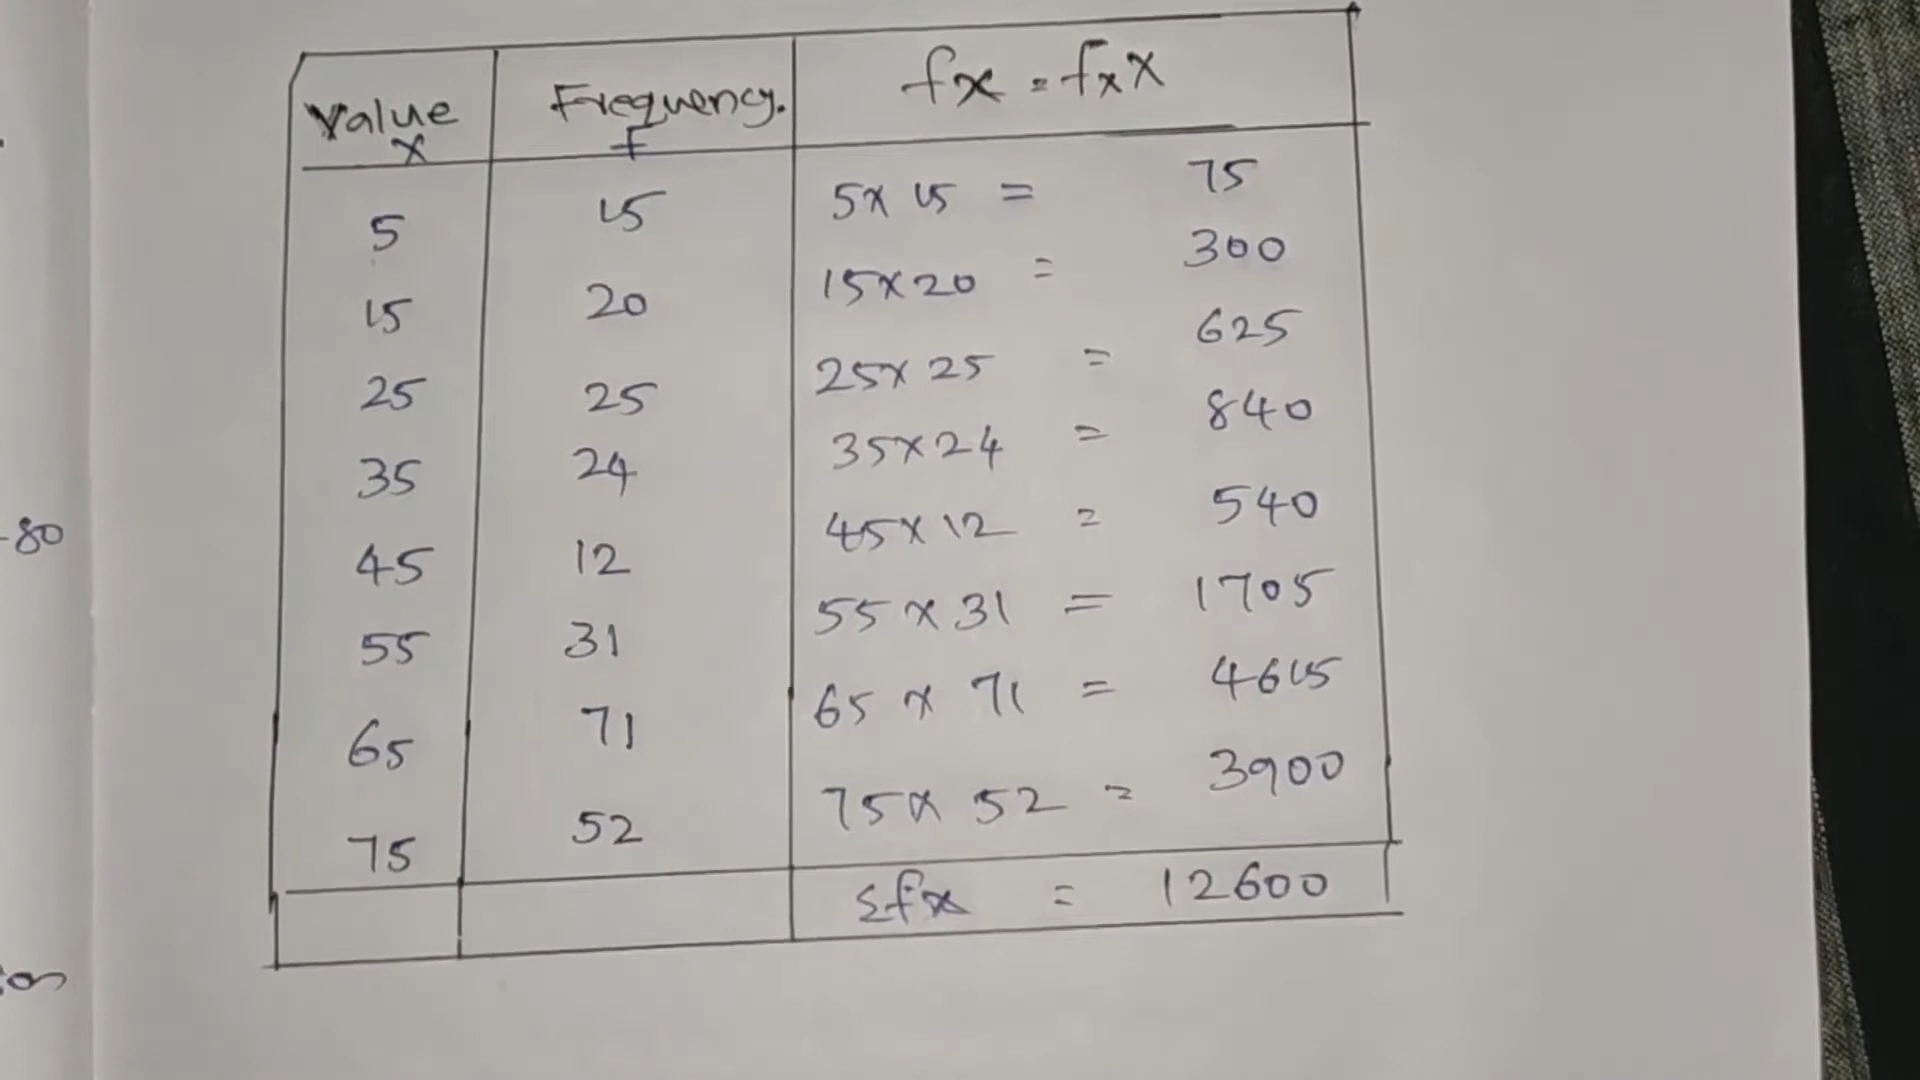 Value x Frequency. f fx = f x x
5 15 5 x 15 = 75
15 20 15 x 20 = 300
25 25 25 x 25 = 625
35 24 35 x 24 = 840
45 12 45 x 12 = 540
55 31 55 x 31 = 1705
65 71 65 x 71 = 4615
75 52 75 x 52 = 3900
Σfx = 12600
-80